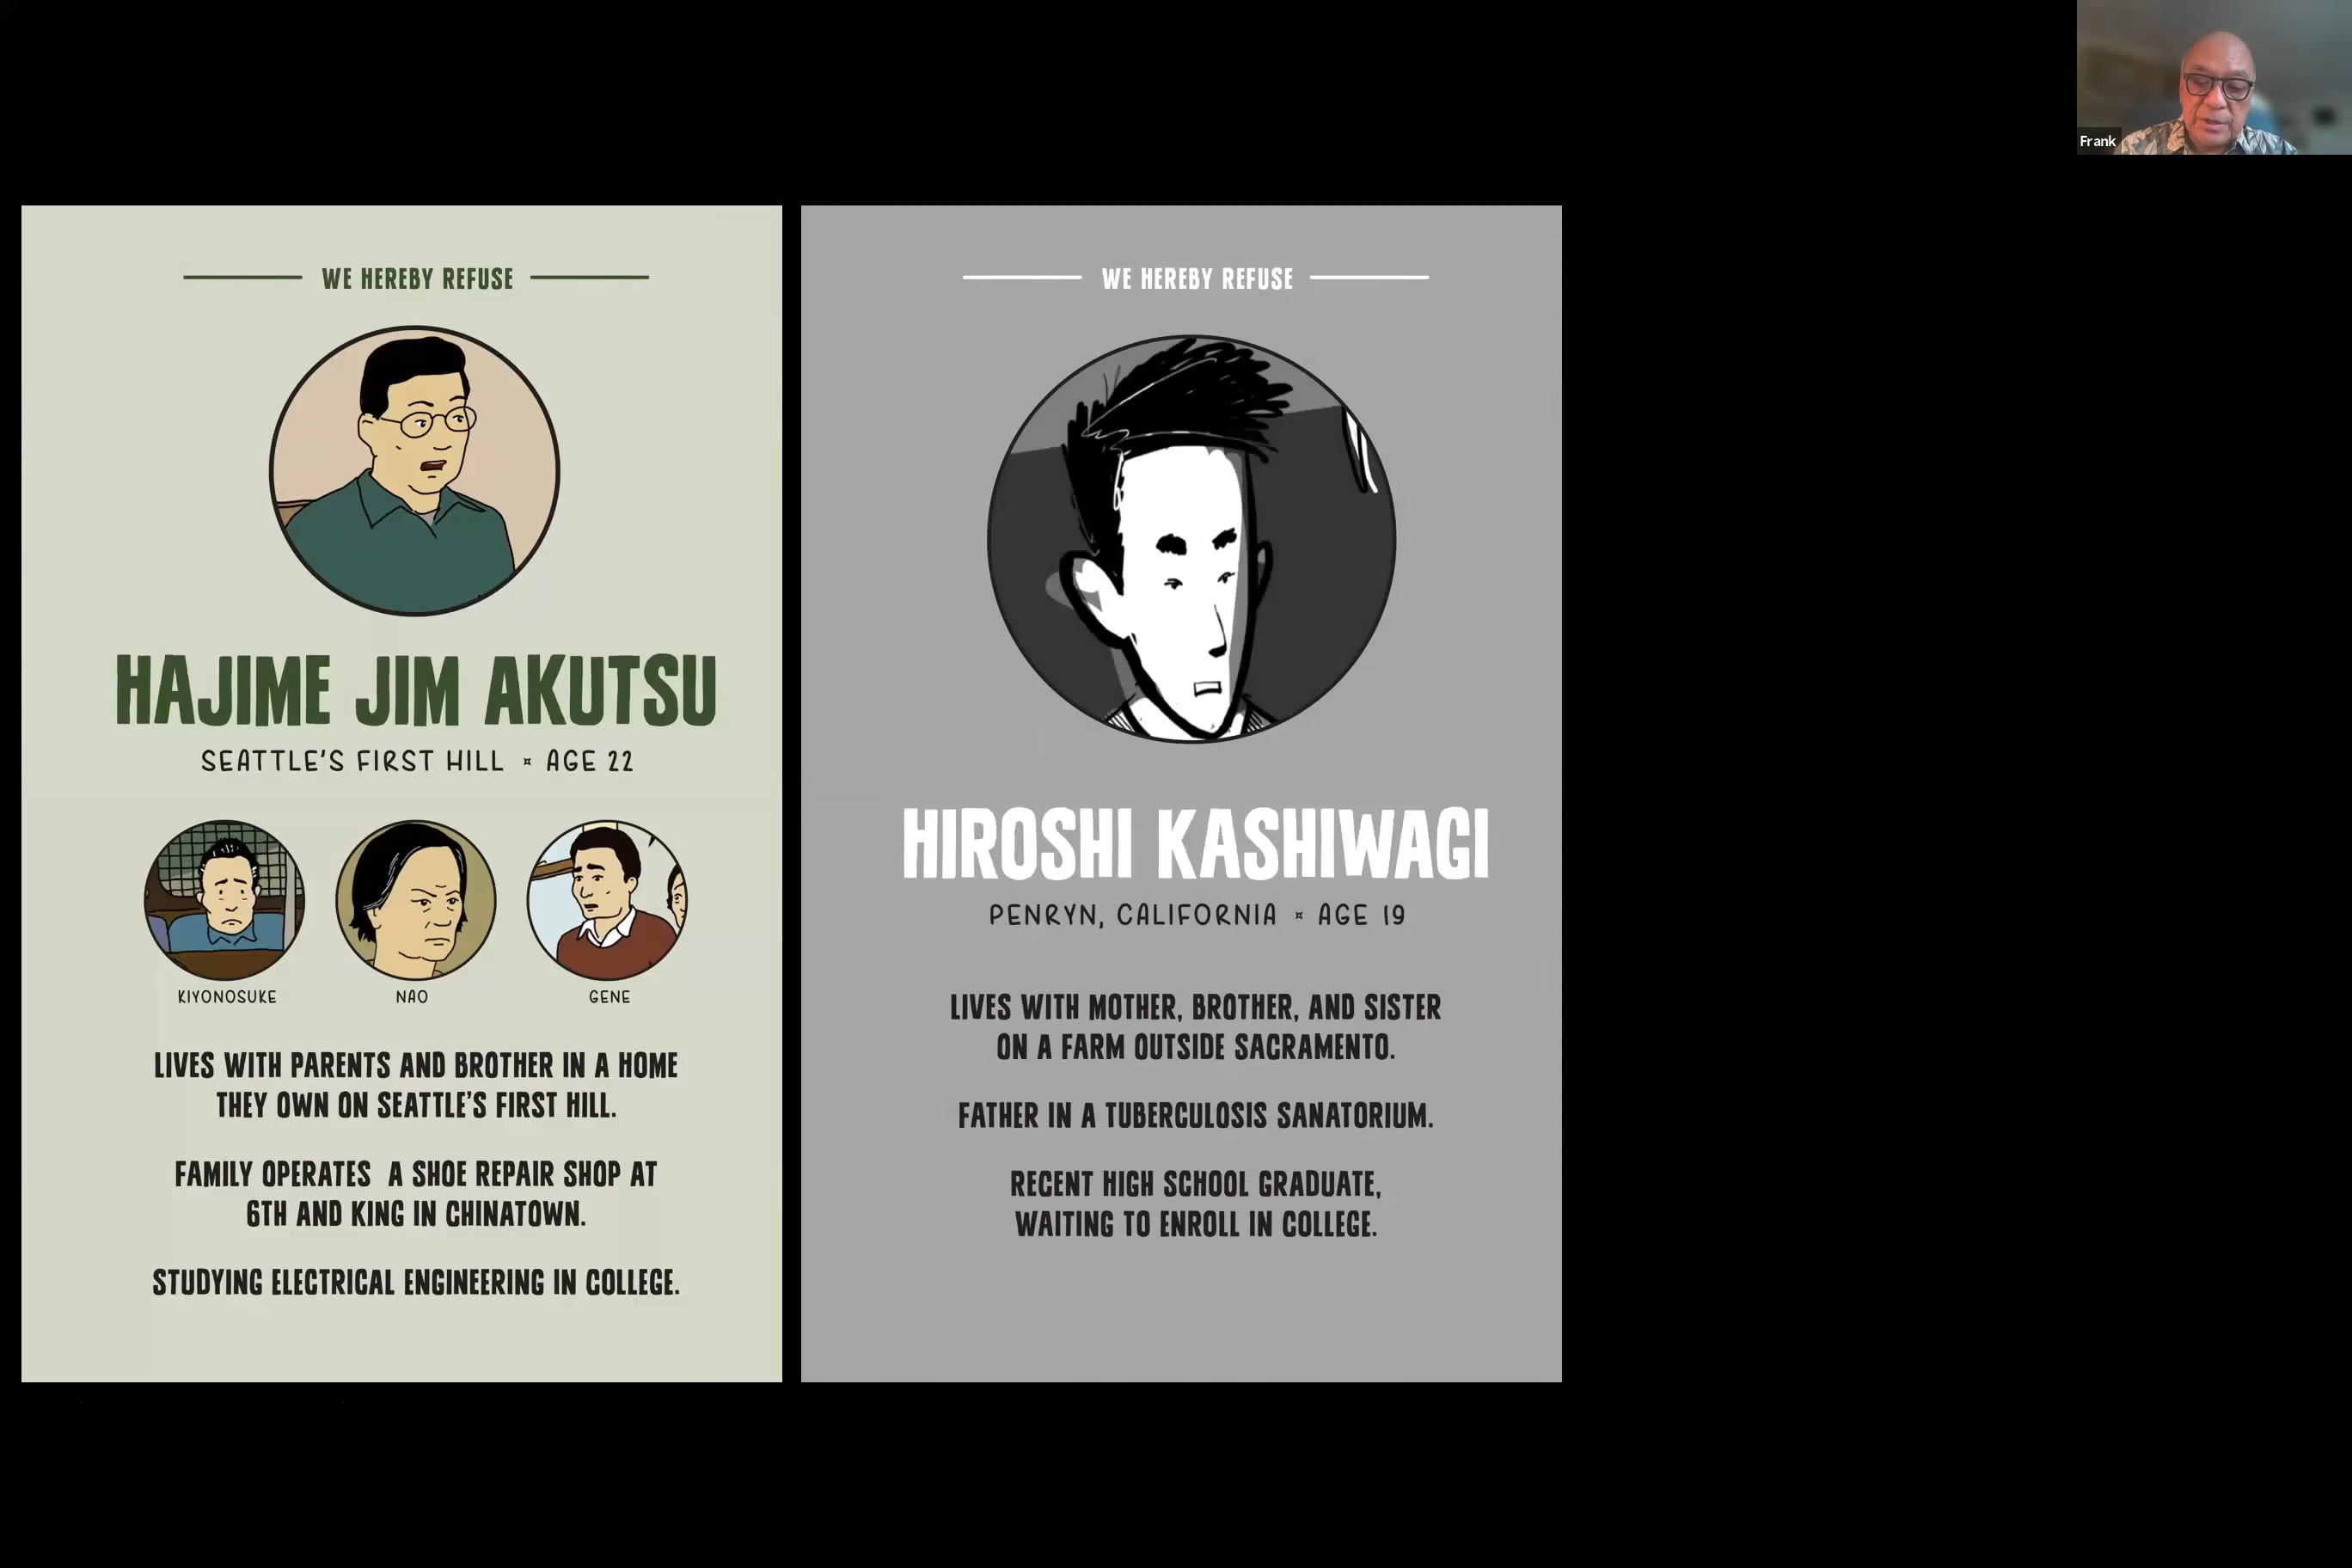 Frank
WE HEREBY REFUSE
HAJIME JIM AKUTSU
SEATTLE'S FIRST HILL ¤ AGE 22
KIYONOSUKE
NAO
GENE
LIVES WITH PARENTS AND BROTHER IN A HOME
THEY OWN ON SEATTLE'S FIRST HILL.
FAMILY OPERATES A SHOE REPAIR SHOP AT
6TH AND KING IN CHINATOWN.
STUDYING ELECTRICAL ENGINEERING IN COLLEGE.
WE HEREBY REFUSE
HIROSHI KASHIWAGI
PENRYN, CALIFORNIA ¤ AGE 19
LIVES WITH MOTHER, BROTHER, AND SISTER
ON A FARM OUTSIDE SACRAMENTO.
FATHER IN A TUBERCULOSIS SANATORIUM.
RECENT HIGH SCHOOL GRADUATE,
WAITING TO ENROLL IN COLLEGE.